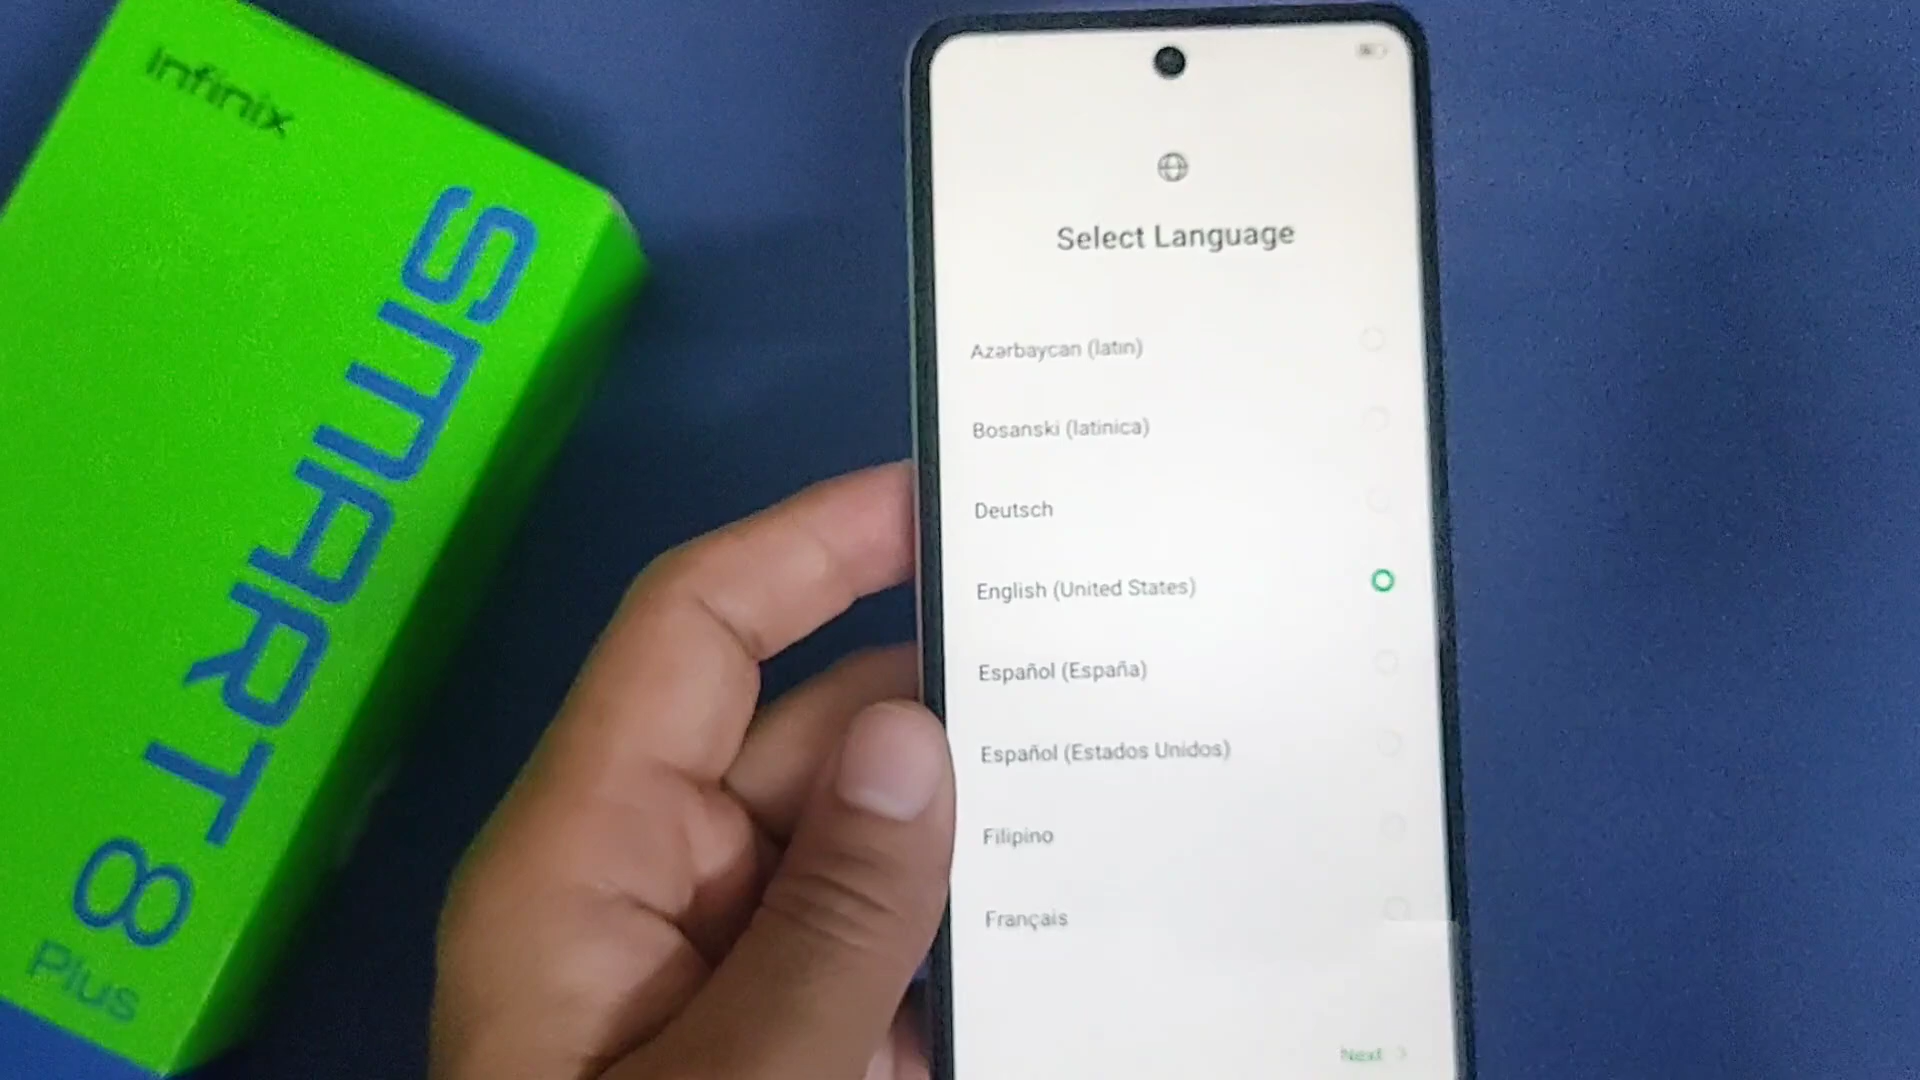 Infinix
SMART 8
Plus
Select Language
Azərbaycan (latın)
Bosanski (latinica)
Deutsch
English (United States)
Español (España)
Español (Estados Unidos)
Filipino
Français
Next